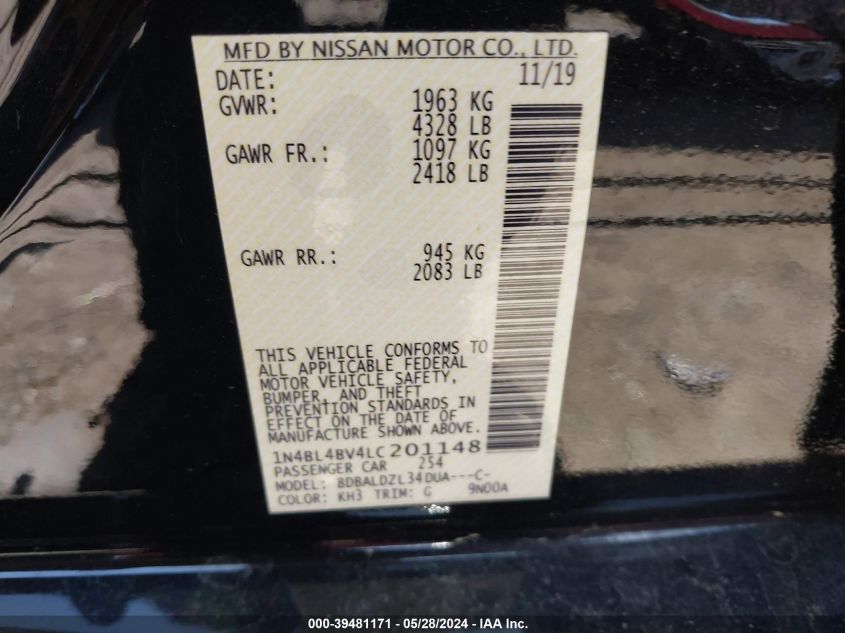 MFD BY NISSAN MOTOR CO., LTD.
DATE: 11/19
GVWR: 1963 KG
4328 LB
GAWR FR.: 1097 KG
2418 LB
GAWR RR.: 945 KG
2083 LB
THIS VEHICLE CONFORMS TO
ALL APPLICABLE FEDERAL
MOTOR VEHICLE SAFETY,
BUMPER, AND THEFT
PREVENTION STANDARDS IN
EFFECT ON THE DATE OF
MANUFACTURE SHOWN ABOVE.
1N4BL4BV4LC201148
PASSENGER CAR 254
MODEL: BDBALDZL34DUA---C-
COLOR: KH3 TRIM: G 9N00A
000-39481171 / 05/28/2024 - IAA Inc.